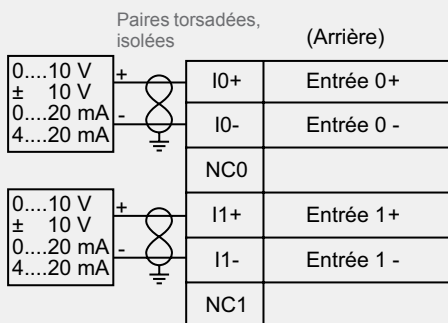 Paires torsadées,
isolées
(Arrière)
0....10 V
± 10 V
0....20 mA
4....20 mA
+
-
I0+ Entrée 0+
I0- Entrée 0 -
NC0
0....10 V
± 10 V
0....20 mA
4....20 mA
+
-
I1+ Entrée 1+
I1- Entrée 1 -
NC1